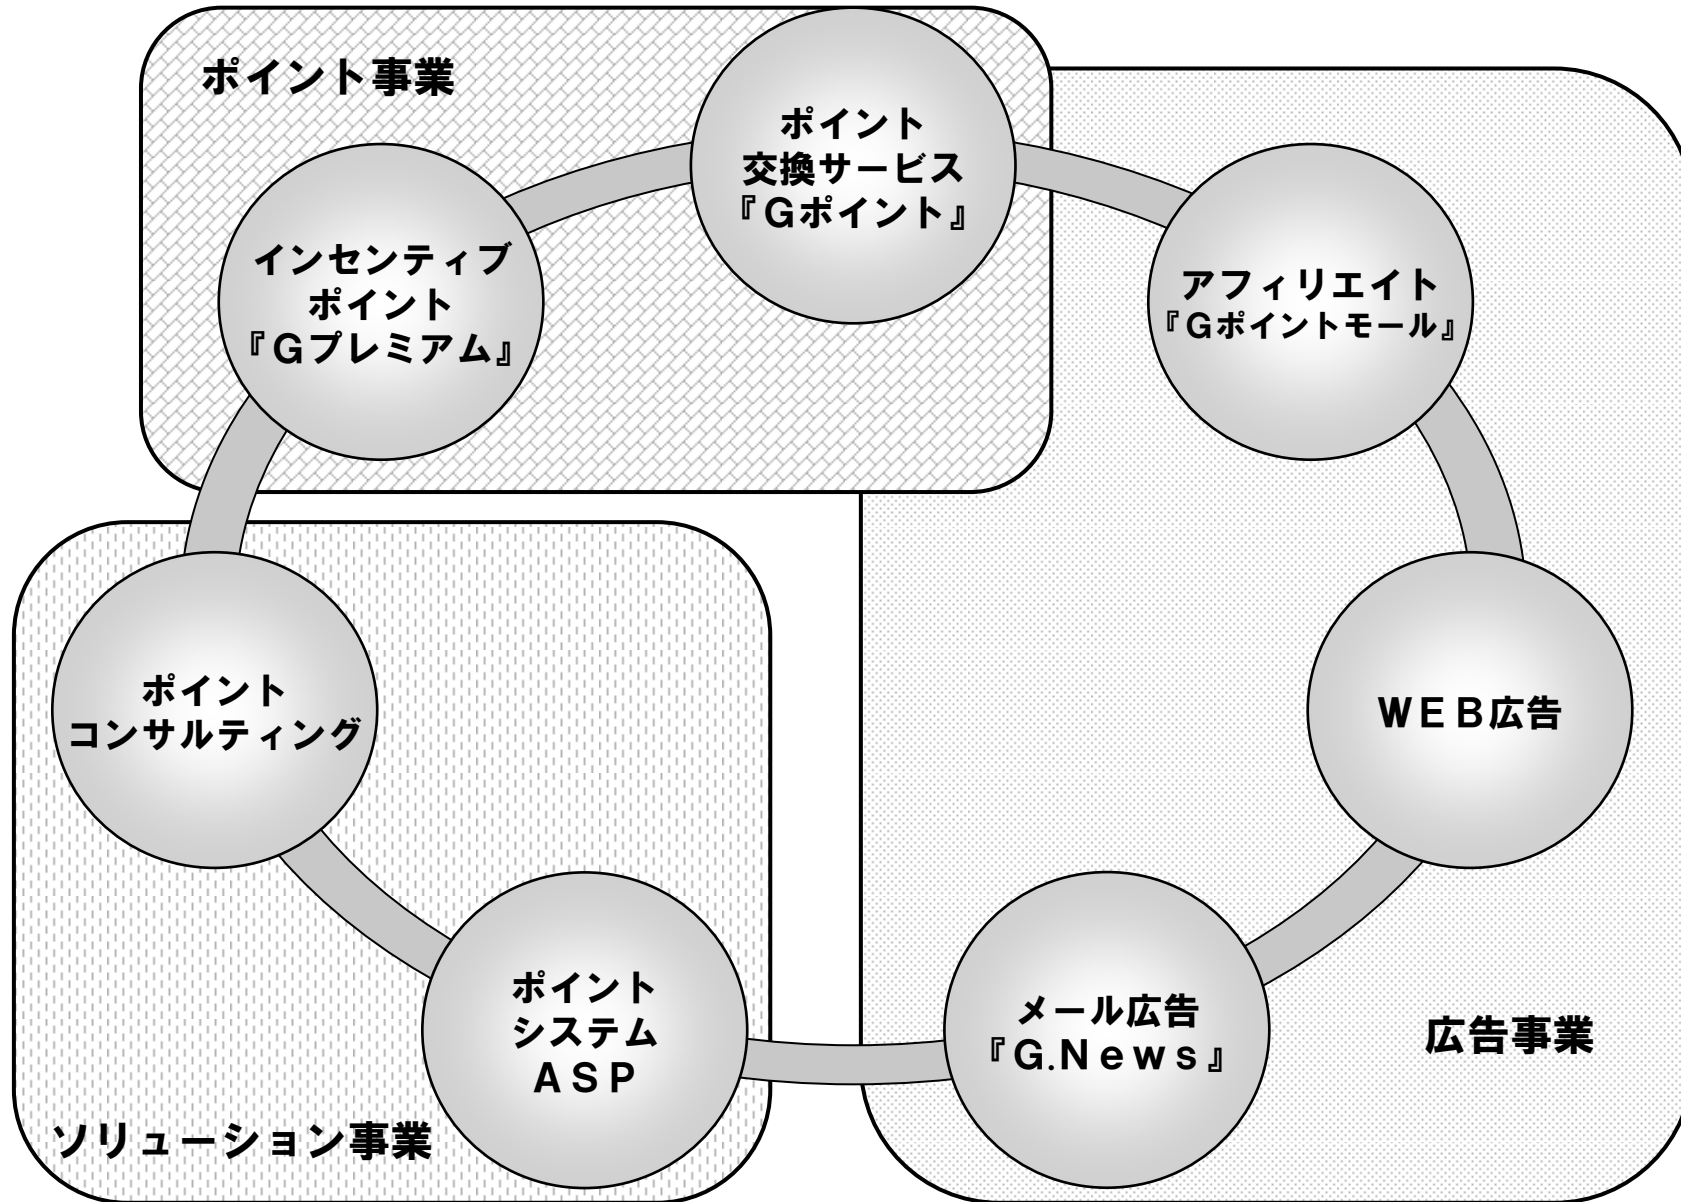 ポイント事業
ポイント
交換サービス
『Gポイント』
インセンティブ
ポイント
『Gプレミアム』
アフィリエイト
『Gポイントモール』
ポイント
コンサルティング
WEB広告
ポイント
システム
ASP
メール広告
『G.News』
広告事業
ソリューション事業